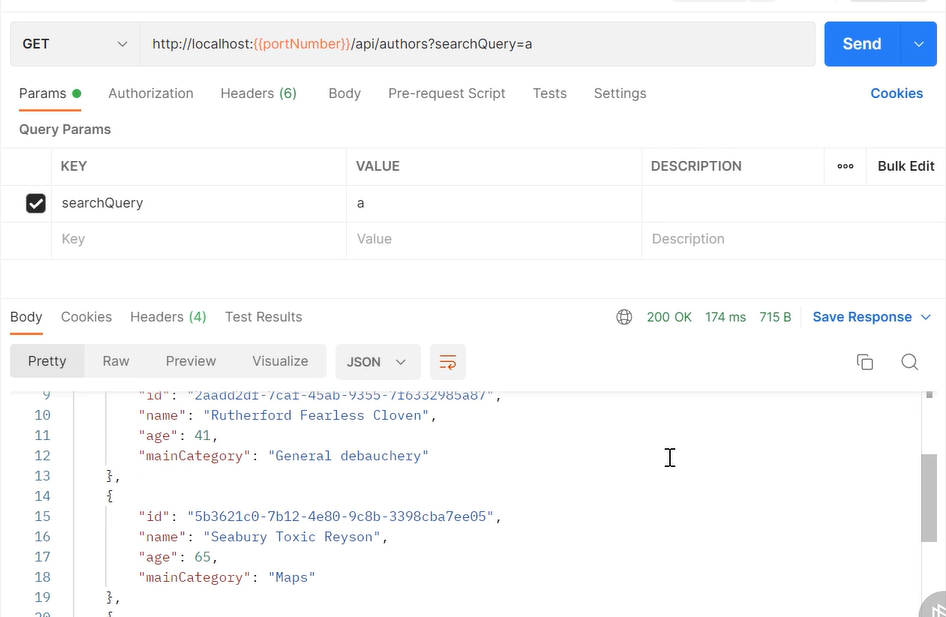 GET http://localhost:{{portNumber}}/api/authors?searchQuery=a Send
Params Authorization Headers (6) Body Pre-request Script Tests Settings Cookies
Query Params
KEY VALUE DESCRIPTION Bulk Edit
searchQuery a
Key Value Description
Body Cookies Headers (4) Test Results 200 OK 174 ms 715 B Save Response
Pretty Raw Preview Visualize JSON
9 "id": "2aadd2df-7caf-45ab-9355-7f6332985a87",
10 "name": "Rutherford Fearless Cloven",
11 "age": 41,
12 "mainCategory": "General debauchery"
13 },
14 {
15 "id": "5b3621c0-7b12-4e80-9c8b-3398cba7ee05",
16 "name": "Seabury Toxic Reyson",
17 "age": 65,
18 "mainCategory": "Maps"
19 },
20 {